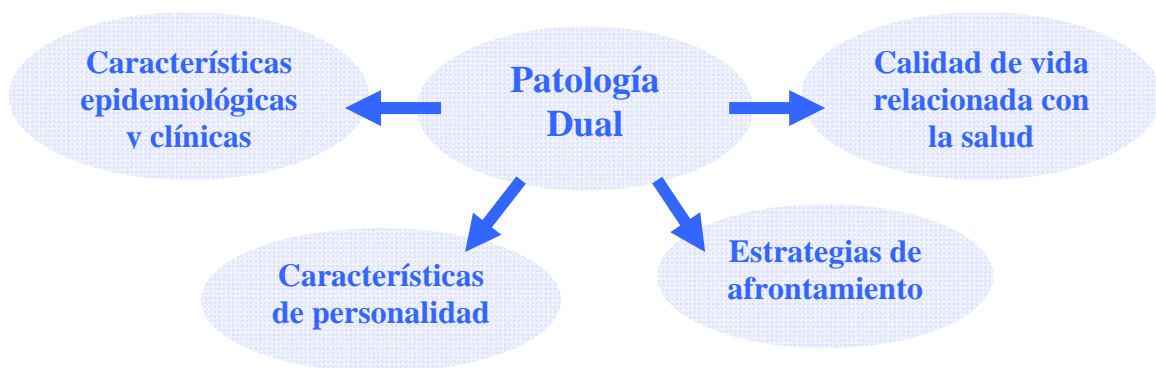 Características
epidemiológicas
y clínicas
Patología
Dual
Calidad de vida
relacionada con
la salud
Características
de personalidad
Estrategias de
afrontamiento